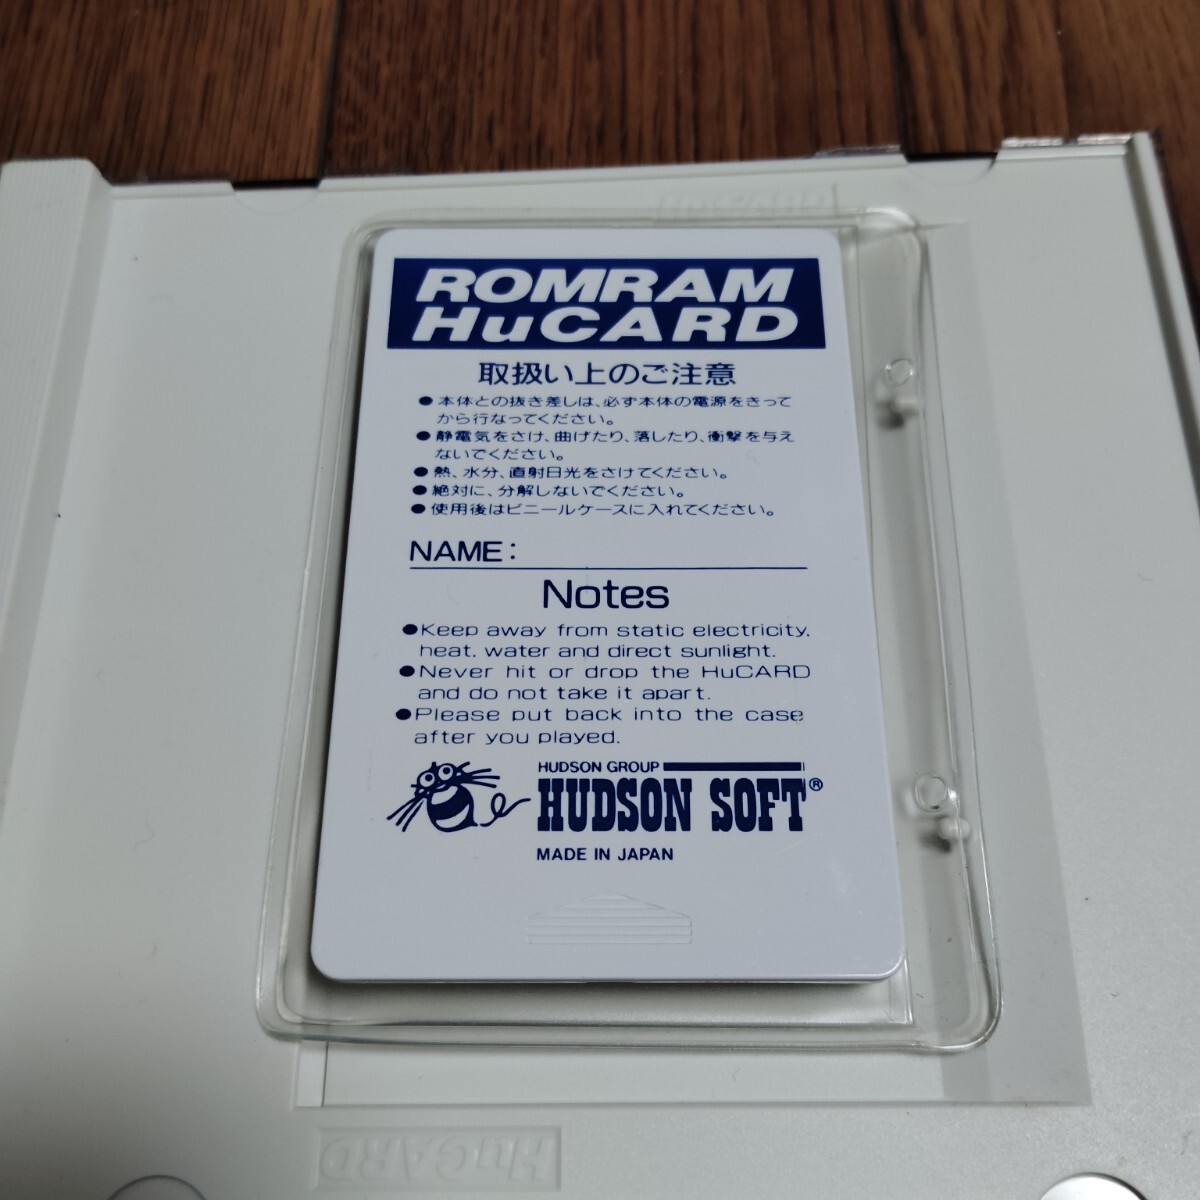 HuCARD
ROMRAM
HuCARD
取扱い上のご注意
●本体との抜き差しは、必ず本体の電源をきって
から行なってください。
●静電気をさけ、曲げたり、落したり、衝撃を与え
ないでください。
●熱、水分、直射日光をさけてください。
●絶対に、分解しないでください。
●使用後はビニールケースに入れてください。
NAME:
Notes
●Keep away from static electricity,
heat, water and direct sunlight.
●Never hit or drop the HuCARD
and do not take it apart.
●Please put back into the case
after you played.
HUDSON GROUP
HUDSON SOFT®
MADE IN JAPAN
HuCARD